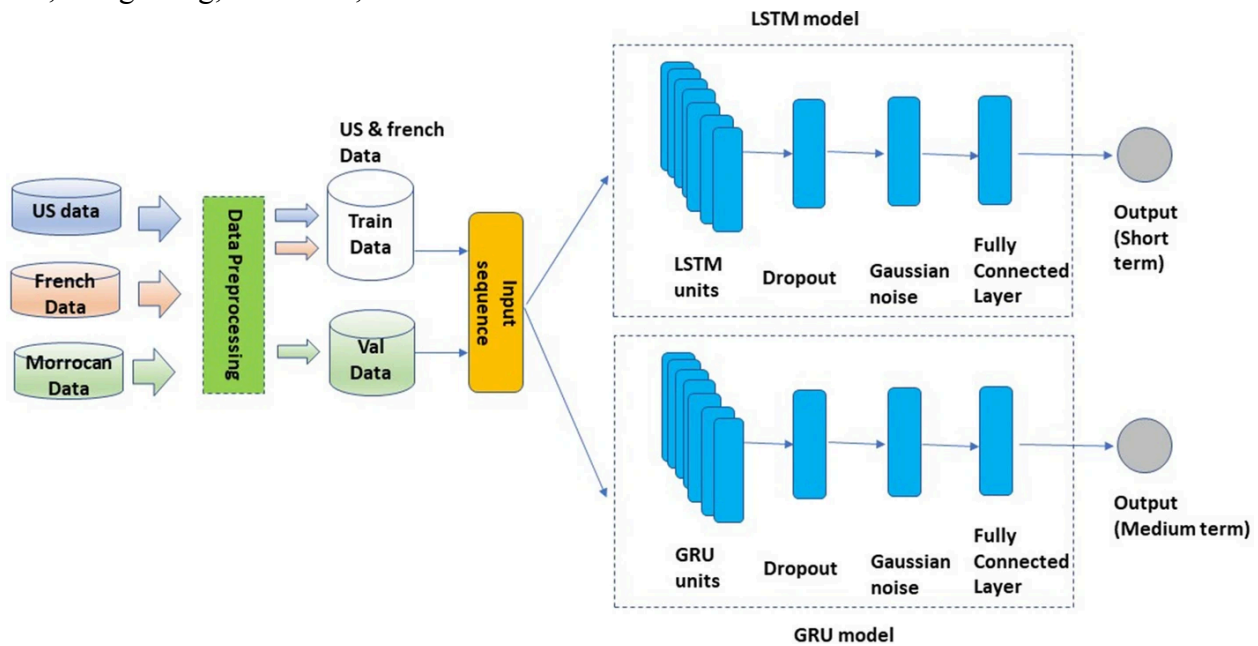 LSTM model
US & french
Data
US data
French
Data
Morrocan
Data
Data Preprocessing
Train
Data
Val
Data
Input
sequence
LSTM
units
Dropout
Gaussian
noise
Fully
Connected
Layer
Output
(Short
term)
GRU
units
Dropout
Gaussian
noise
Fully
Connected
Layer
Output
(Medium term)
GRU model